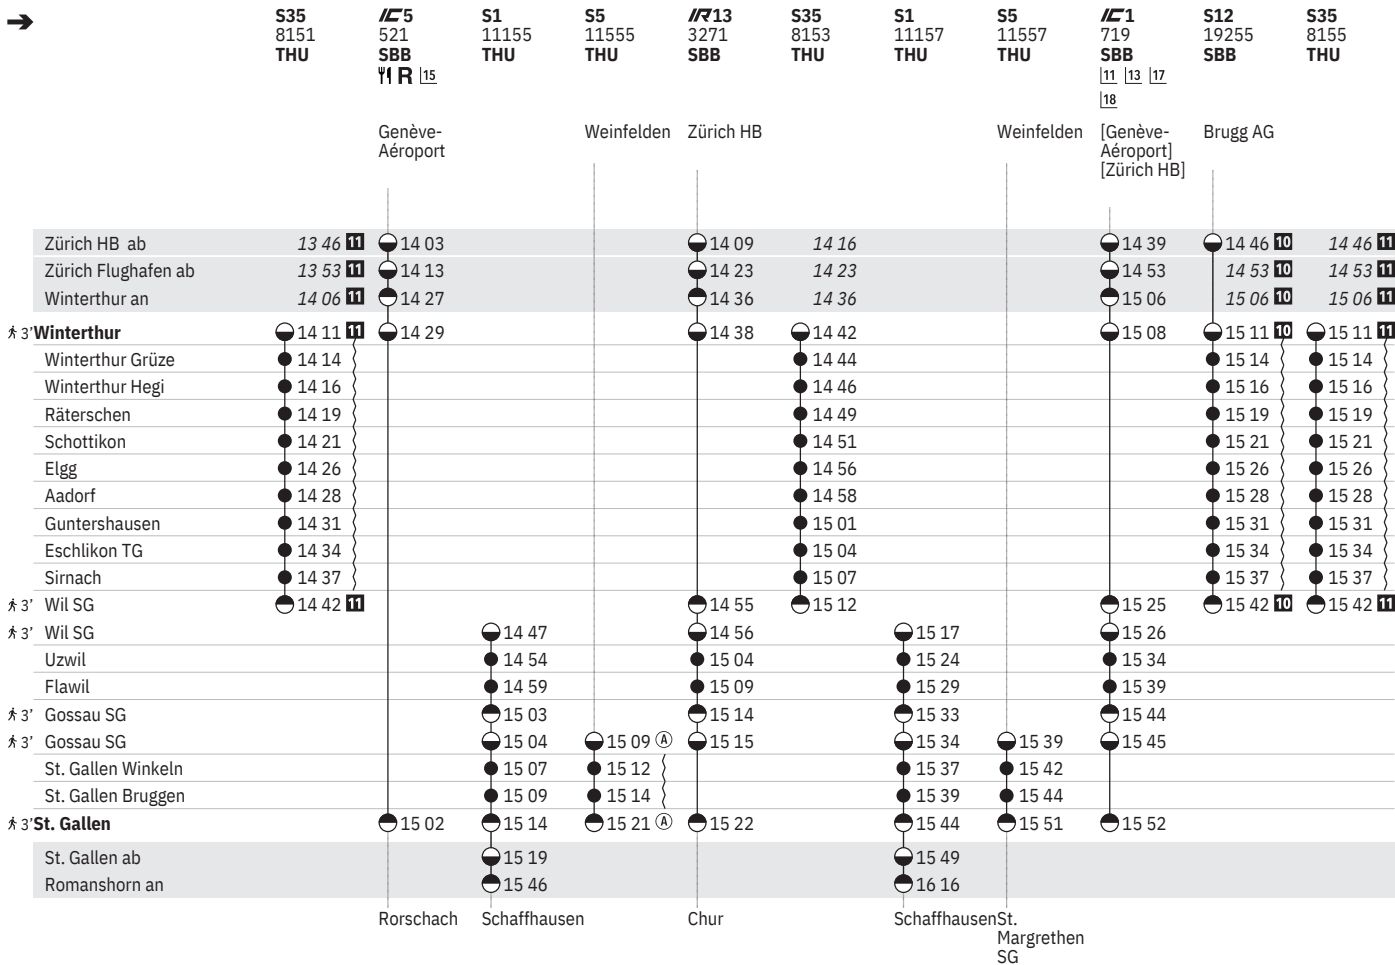 ➔ S35 IC5 S1 S5 IR13 S35 S1 S5 IC1 S12 S35
8151 521 11155 11555 3271 8153 11157 11557 719 19255 8155
THU SBB THU THU SBB THU THU THU SBB SBB THU
R 15 11 13 17
18
Genève- Weinfelden Zürich HB Weinfelden [Genève- Brugg AG
Aéroport Aéroport]
[Zürich HB]
Zürich HB ab 13 46 11 14 03 14 09 14 16 14 39 14 46 10 14 46 11
Zürich Flughafen ab 13 53 11 14 13 14 23 14 23 14 53 14 53 10 14 53 11
Winterthur an 14 06 11 14 27 14 36 14 36 15 06 15 06 10 15 06 11
3' Winterthur 14 11 11 14 29 14 38 14 42 15 08 15 11 10 15 11 11
Winterthur Grüze 14 14 14 44 15 14 15 14
Winterthur Hegi 14 16 14 46 15 16 15 16
Räterschen 14 19 14 49 15 19 15 19
Schottikon 14 21 14 51 15 21 15 21
Elgg 14 26 14 56 15 26 15 26
Aadorf 14 28 14 58 15 28 15 28
Guntershausen 14 31 15 01 15 31 15 31
Eschlikon TG 14 34 15 04 15 34 15 34
Sirnach 14 37 15 07 15 37 15 37
3' Wil SG 14 42 11 14 55 15 12 15 25 15 42 10 15 42 11
3' Wil SG 14 47 14 56 15 17 15 26
Uzwil 14 54 15 04 15 24 15 34
Flawil 14 59 15 09 15 29 15 39
3' Gossau SG 15 03 15 14 15 33 15 44
3' Gossau SG 15 04 15 09 Ⓐ 15 15 15 34 15 39 15 45
St. Gallen Winkeln 15 07 15 12 15 37 15 42
St. Gallen Bruggen 15 09 15 14 15 39 15 44
3' St. Gallen 15 02 15 14 15 21 Ⓐ 15 22 15 44 15 51 15 52
St. Gallen ab 15 19 15 49
Romanshorn an 15 46 16 16
Rorschach Schaffhausen Chur Schaffhausen St.
Margrethen
SG